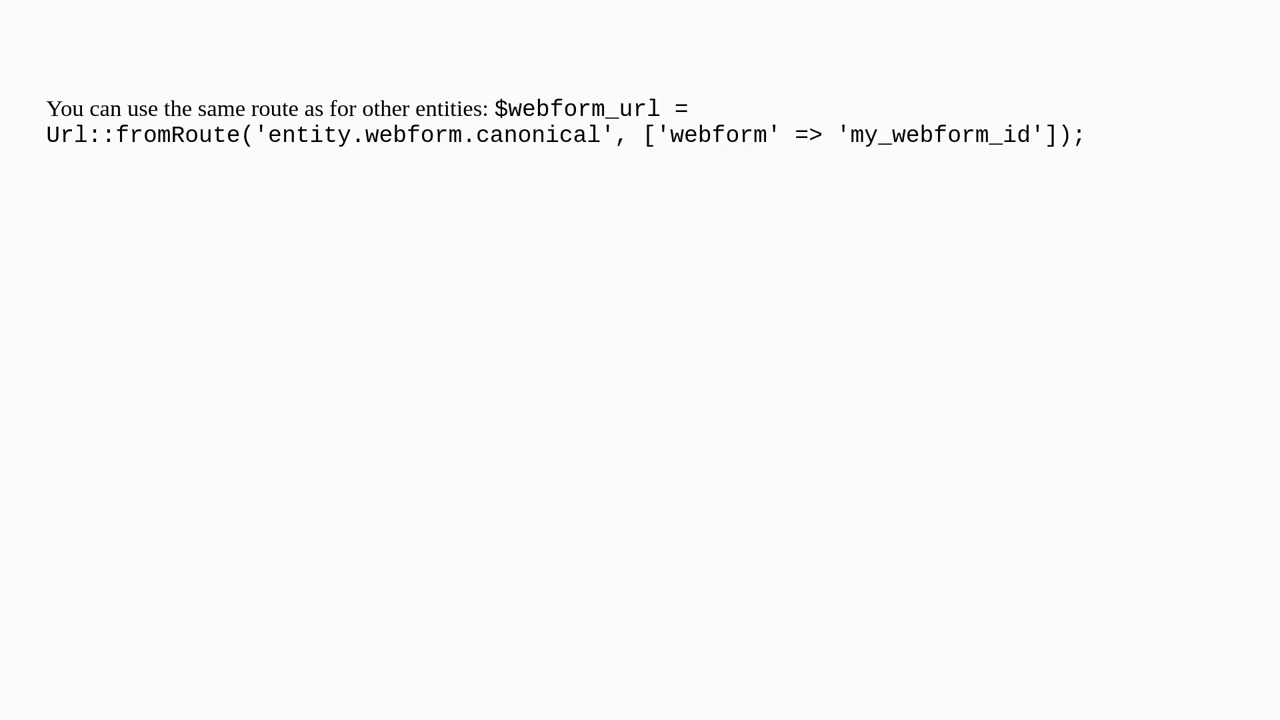 You can use the same route as for other entities: $webform_url =
Url::fromRoute('entity.webform.canonical', ['webform' => 'my_webform_id']);